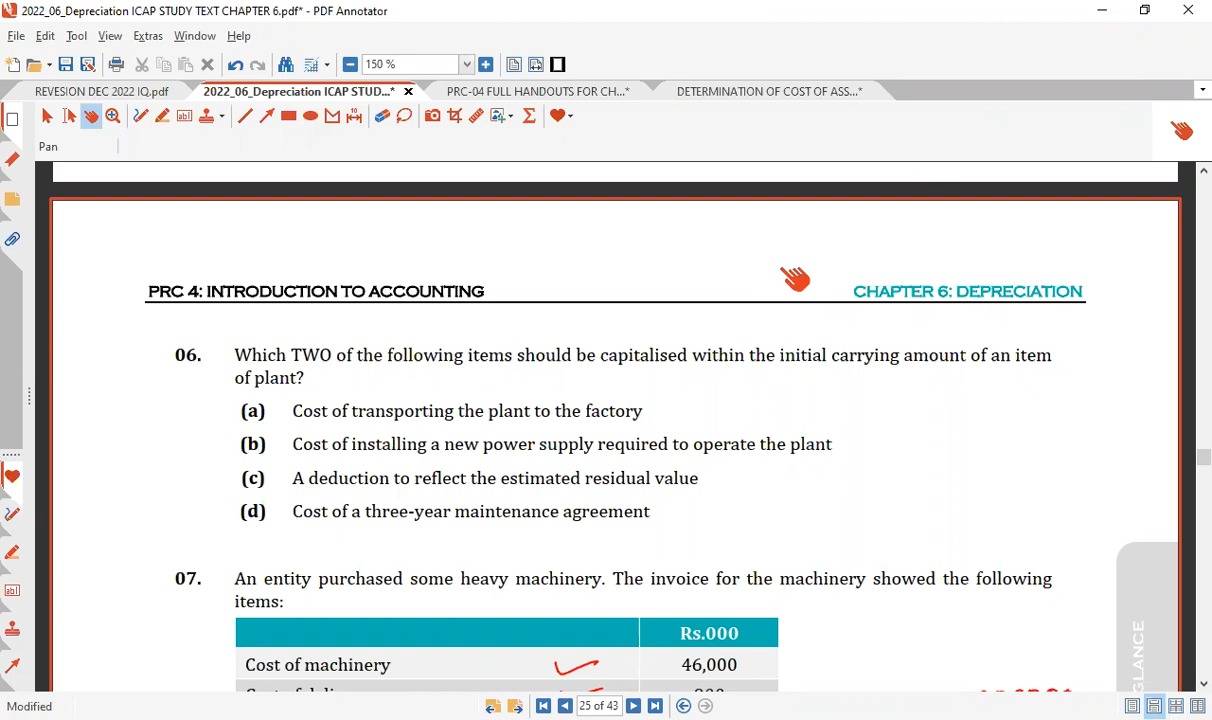 2022_06_Depreciation ICAP STUDY TEXT CHAPTER 6.pdf* - PDF Annotator
File Edit Tool View Extras Window Help
150 %
REVESION DEC 2022 IQ.pdf 2022_06_Depreciation ICAP STUD...* PRC-04 FULL HANDOUTS FOR CH...* DETERMINATION OF COST OF ASS...*
Pan
PRC 4: INTRODUCTION TO ACCOUNTING CHAPTER 6: DEPRECIATION
06. Which TWO of the following items should be capitalised within the initial carrying amount of an item
of plant?
(a) Cost of transporting the plant to the factory
(b) Cost of installing a new power supply required to operate the plant
(c) A deduction to reflect the estimated residual value
(d) Cost of a three-year maintenance agreement
07. An entity purchased some heavy machinery. The invoice for the machinery showed the following
items:
Rs.000
Cost of machinery 46,000
GLANCE
Modified 25 of 43